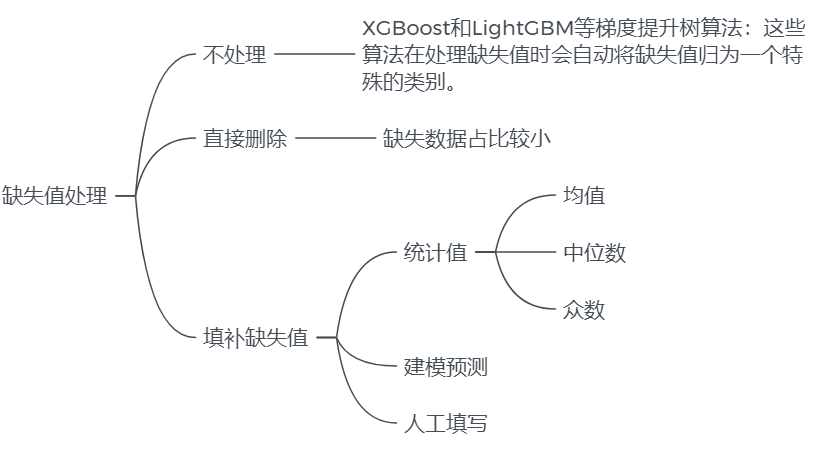 缺失值处理
不处理
XGBoost和LightGBM等梯度提升树算法：这些
算法在处理缺失值时会自动将缺失值归为一个特
殊的类别。
直接删除
缺失数据占比较小
填补缺失值
统计值
均值
中位数
众数
建模预测
人工填写